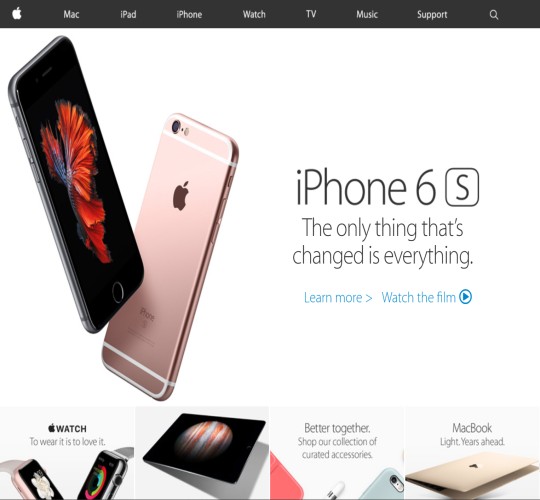 Mac iPad iPhone Watch TV Music Support
iPhone 6 S
The only thing that's
changed is everything.
Learn more > Watch the film
iPhone
S
WATCH
To wear it is to love it.
Better together.
Shop our collection of
curated accessories.
MacBook
Light. Years ahead.